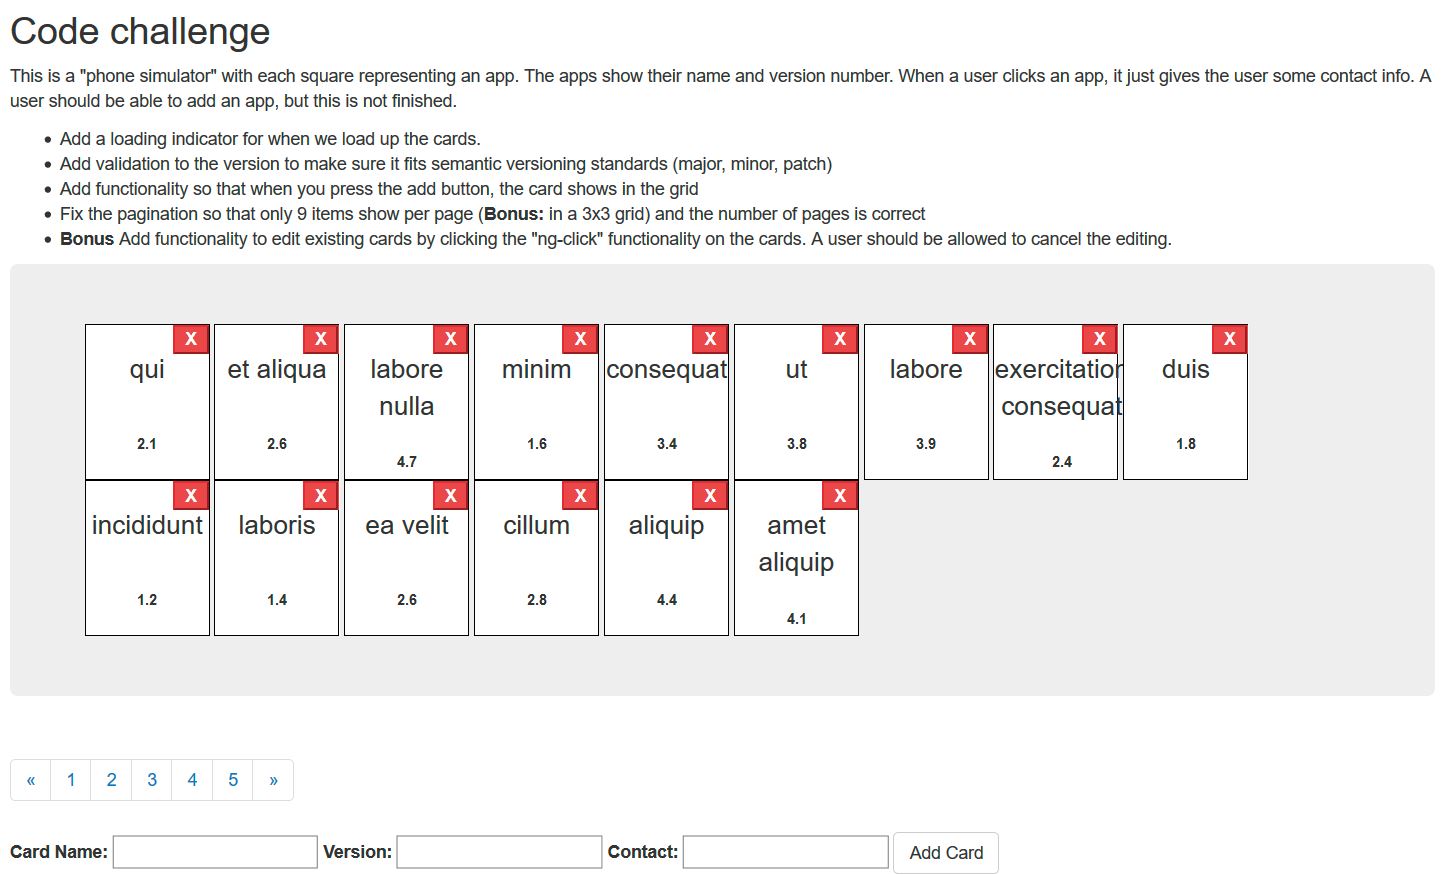 Code challenge
This is a "phone simulator" with each square representing an app. The apps show their name and version number. When a user clicks an app, it just gives the user some contact info. A
user should be able to add an app, but this is not finished.
• Add a loading indicator for when we load up the cards.
• Add validation to the version to make sure it fits semantic versioning standards (major, minor, patch)
• Add functionality so that when you press the add button, the card shows in the grid
• Fix the pagination so that only 9 items show per page (Bonus: in a 3x3 grid) and the number of pages is correct
• Bonus Add functionality to edit existing cards by clicking the "ng-click" functionality on the cards. A user should be allowed to cancel the editing.
X
qui
2.1
X
et aliqua
2.6
X
labore
nulla
4.7
X
minim
1.6
X
consequat
3.4
X
ut
3.8
X
labore
3.9
X
exercitation
consequat
2.4
X
duis
1.8
X
incididunt
1.2
X
laboris
1.4
X
ea velit
2.6
X
cillum
2.8
X
aliquip
4.4
X
amet
aliquip
4.1
« 1 2 3 4 5 »
Card Name: Version: Contact: Add Card